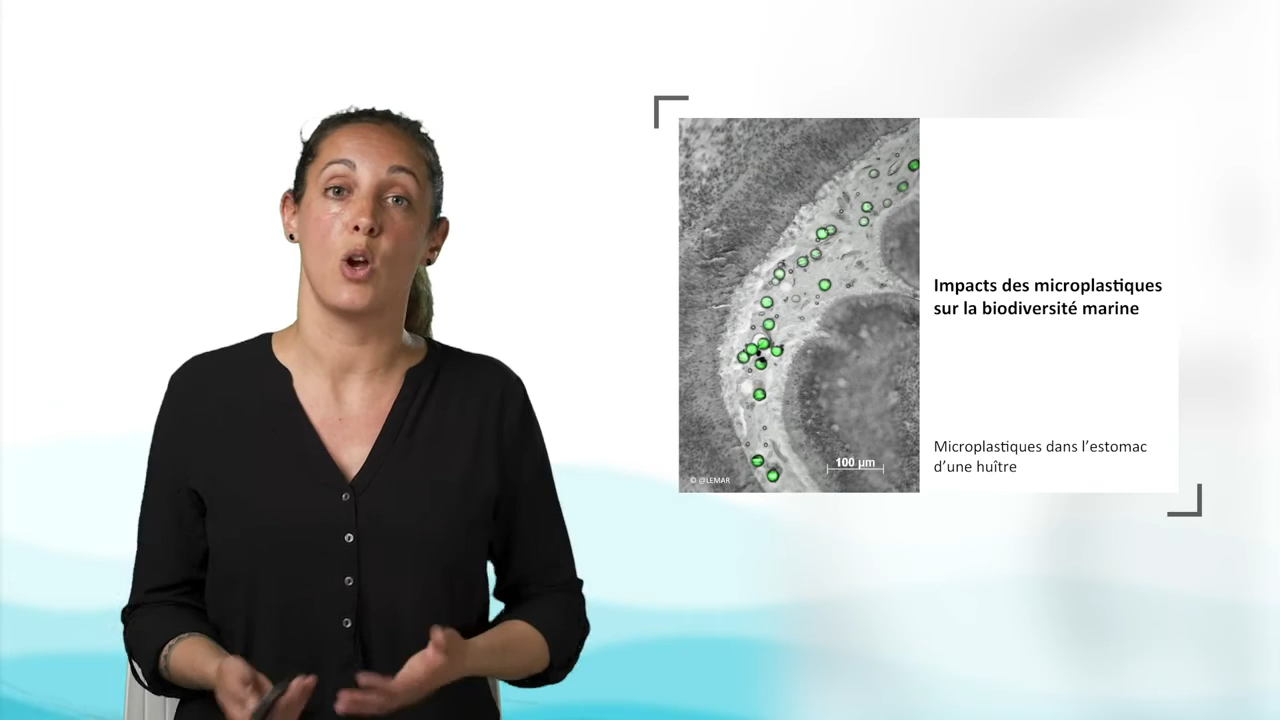 Impacts des microplastiques
sur la biodiversité marine
Microplastiques dans l'estomac
d'une huître
100 µm
© @LEMAR